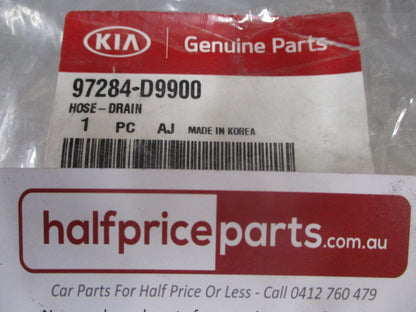 KIA Genuine Parts
97284-D9900
HOSE-DRAIN
1 PC AJ MADE IN KOREA
halfpriceparts.com.au
Car Parts For Half Price Or Less - Call 0412 760 479